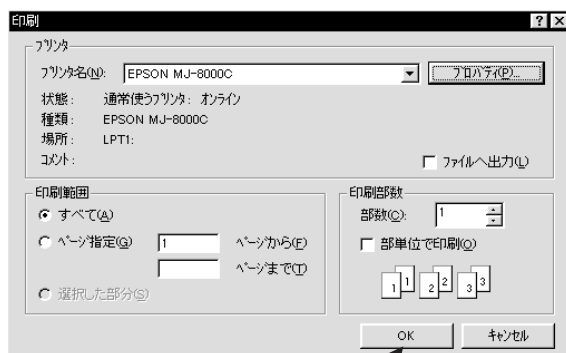 印刷
プリンタ
プリンタ名(N): EPSON MJ-8000C プロパティ(P)...
状態: 通常使うプリンタ: オンライン
種類: EPSON MJ-8000C
場所: LPT1:
コメント: ファイルへ出力(L)
印刷範囲
すべて(A)
ページ指定(G) 1 ページから(F)
ページまで(T)
選択した部分(S)
印刷部数
部数(C): 1
部単位で印刷(O)
1 1 2 2 3 3
OK キャンセル